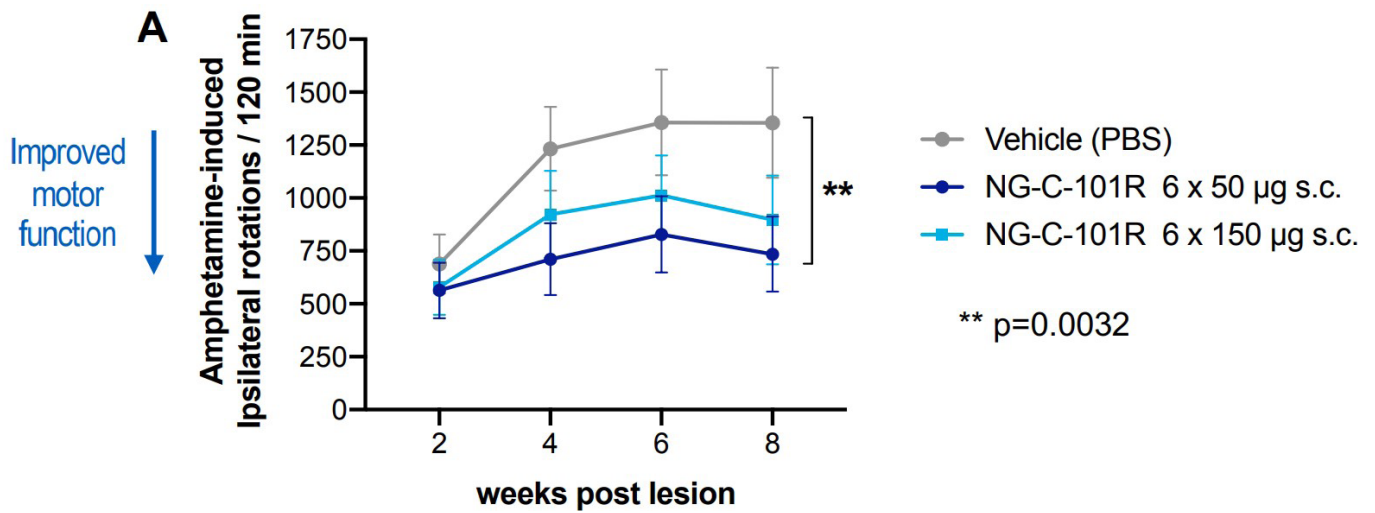 A
Improved
motor
function
Amphetamine-induced
Ipsilateral rotations / 120 min
1750
1500
1250
1000
750
500
250
0
2 4 6 8
weeks post lesion
**
Vehicle (PBS)
NG-C-101R 6 x 50 µg s.c.
NG-C-101R 6 x 150 µg s.c.
** p=0.0032